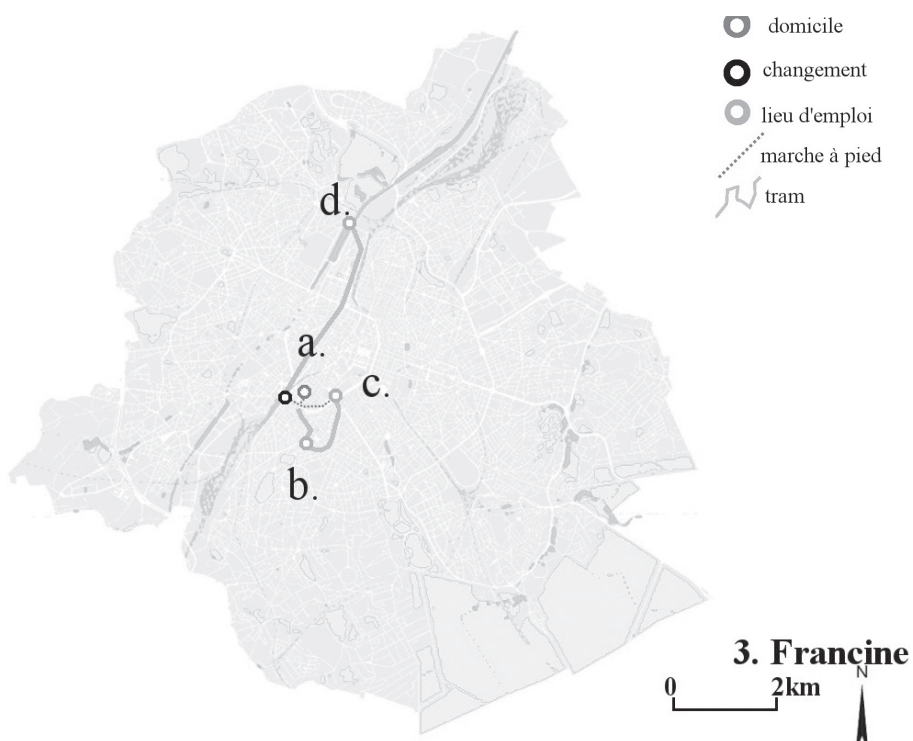 domicile
changement
lieu d'emploi
marche à pied
tram
d.
a.
c.
b.
3. Francine
N
0 2km